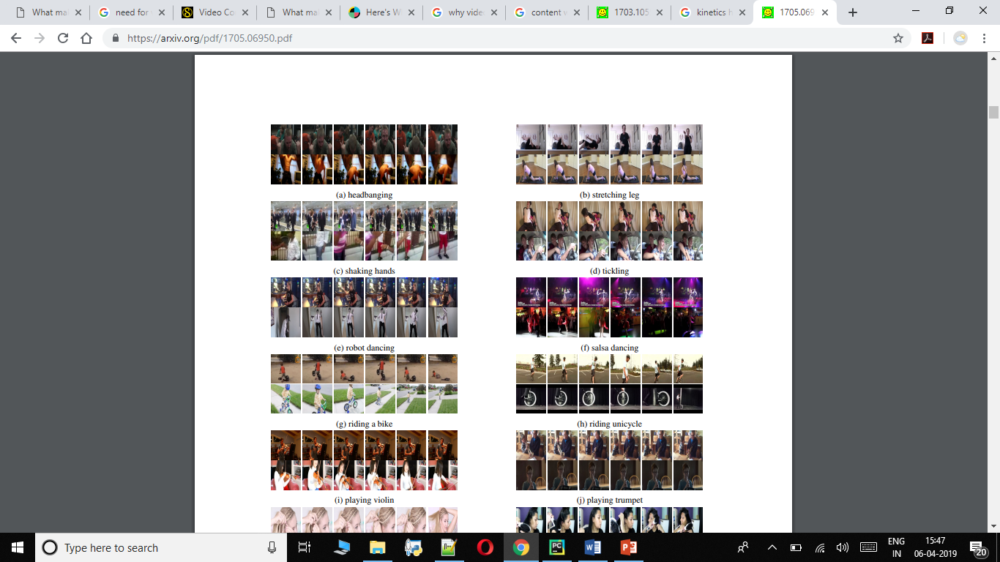 What mal
need for
Video Co
What mal
Here's W
why vide
content w
1703.105
kinetics h
1705.069
https://arxiv.org/pdf/1705.06950.pdf
(a) headbanging
(b) stretching leg
(c) shaking hands
(d) tickling
(e) robot dancing
(f) salsa dancing
(g) riding a bike
(h) riding unicycle
(i) playing violin
(j) playing trumpet
Type here to search
ENG
IN
15:47
06-04-2019
20